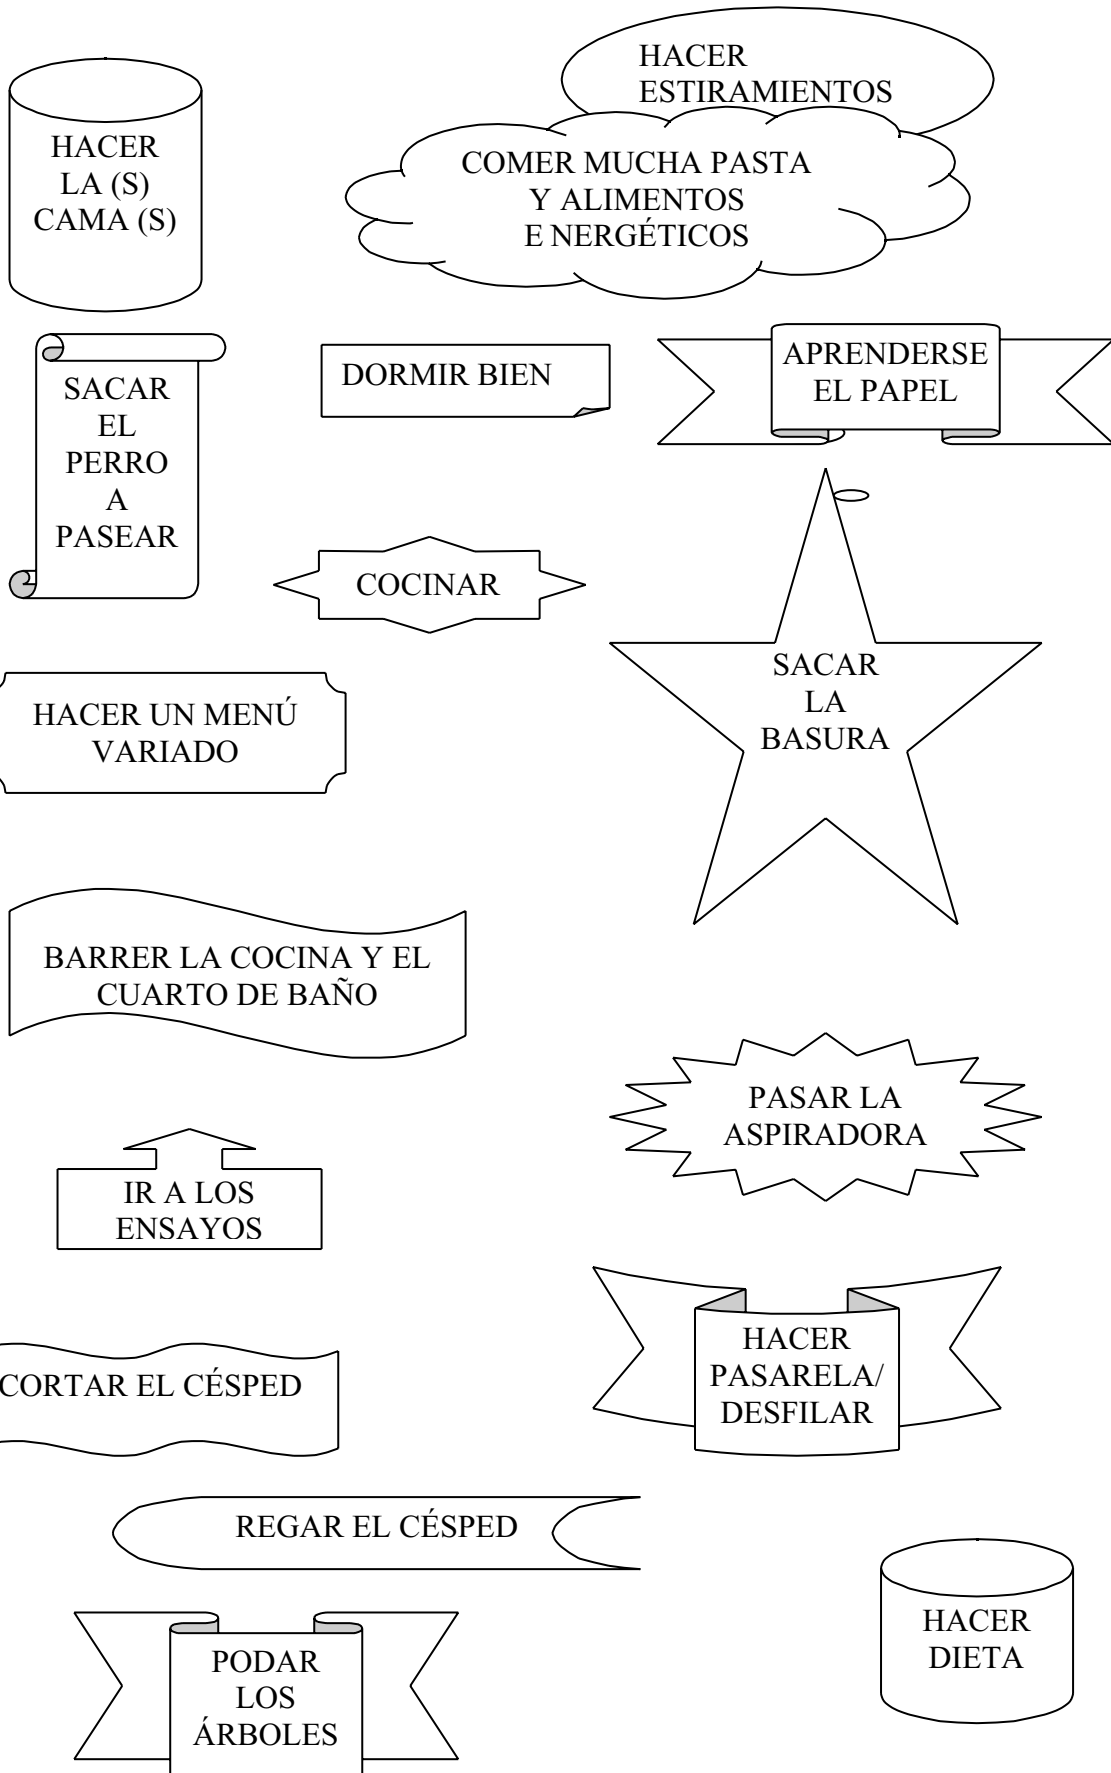 HACER
ESTIRAMIENTOS
HACER
LA (S)
CAMA (S)
COMER MUCHA PASTA
Y ALIMENTOS
E NERGÉTICOS
SACAR
EL
PERRO
A
PASEAR
DORMIR BIEN
APRENDERSE
EL PAPEL
COCINAR
SACAR
LA
BASURA
HACER UN MENÚ
VARIADO
BARRER LA COCINA Y EL
CUARTO DE BAÑO
PASAR LA
ASPIRADORA
IR A LOS
ENSAYOS
HACER
PASARELA/
DESFILAR
CORTAR EL CÉSPED
REGAR EL CÉSPED
HACER
DIETA
PODAR
LOS
ÁRBOLES